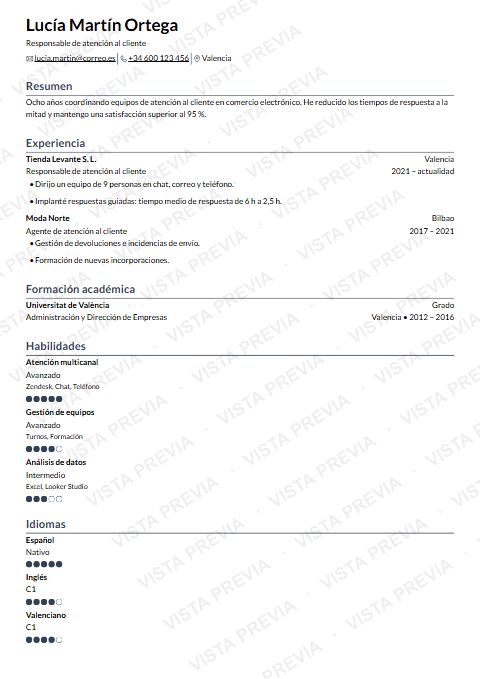 Lucía Martín Ortega
Responsable de atención al cliente
lucia.martin@correo.es | +34 600 123 456 | Valencia
Resumen
Ocho años coordinando equipos de atención al cliente en comercio electrónico. He reducido los tiempos de respuesta a la
mitad y mantengo una satisfacción superior al 95 %.
Experiencia
Tienda Levante S. L. Valencia
Responsable de atención al cliente 2021 – actualidad
• Dirijo un equipo de 9 personas en chat, correo y teléfono.
• Implanté respuestas guiadas: tiempo medio de respuesta de 6 h a 2,5 h.
Moda Norte Bilbao
Agente de atención al cliente 2017 – 2021
• Gestión de devoluciones e incidencias de envío.
• Formación de nuevas incorporaciones.
Formación académica
Universitat de València Grado
Administración y Dirección de Empresas Valencia • 2012 – 2016
Habilidades
Atención multicanal
Avanzado
Zendesk, Chat, Teléfono
Gestión de equipos
Avanzado
Turnos, Formación
Análisis de datos
Intermedio
Excel, Looker Studio
Idiomas
Español
Nativo
Inglés
C1
Valenciano
C1
VISTA PREVIA